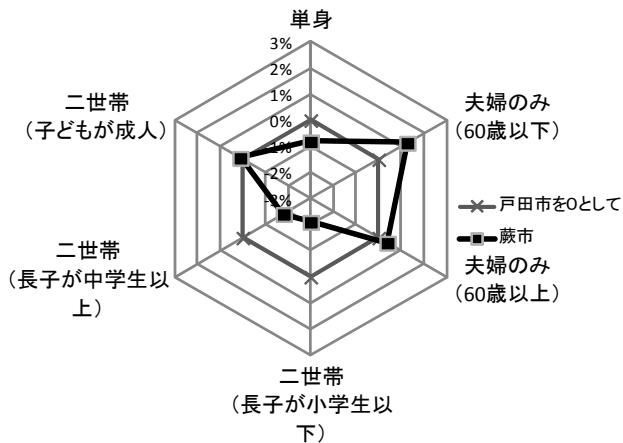 単身
3%
2%
1%
0%
-1%
-2%
-3%
二世帯
(子どもが成人)
夫婦のみ
(60歳以下)
戸田市を0として
蕨市
夫婦のみ
(60歳以上)
二世帯
(長子が中学生以
上)
二世帯
(長子が小学生以
下)